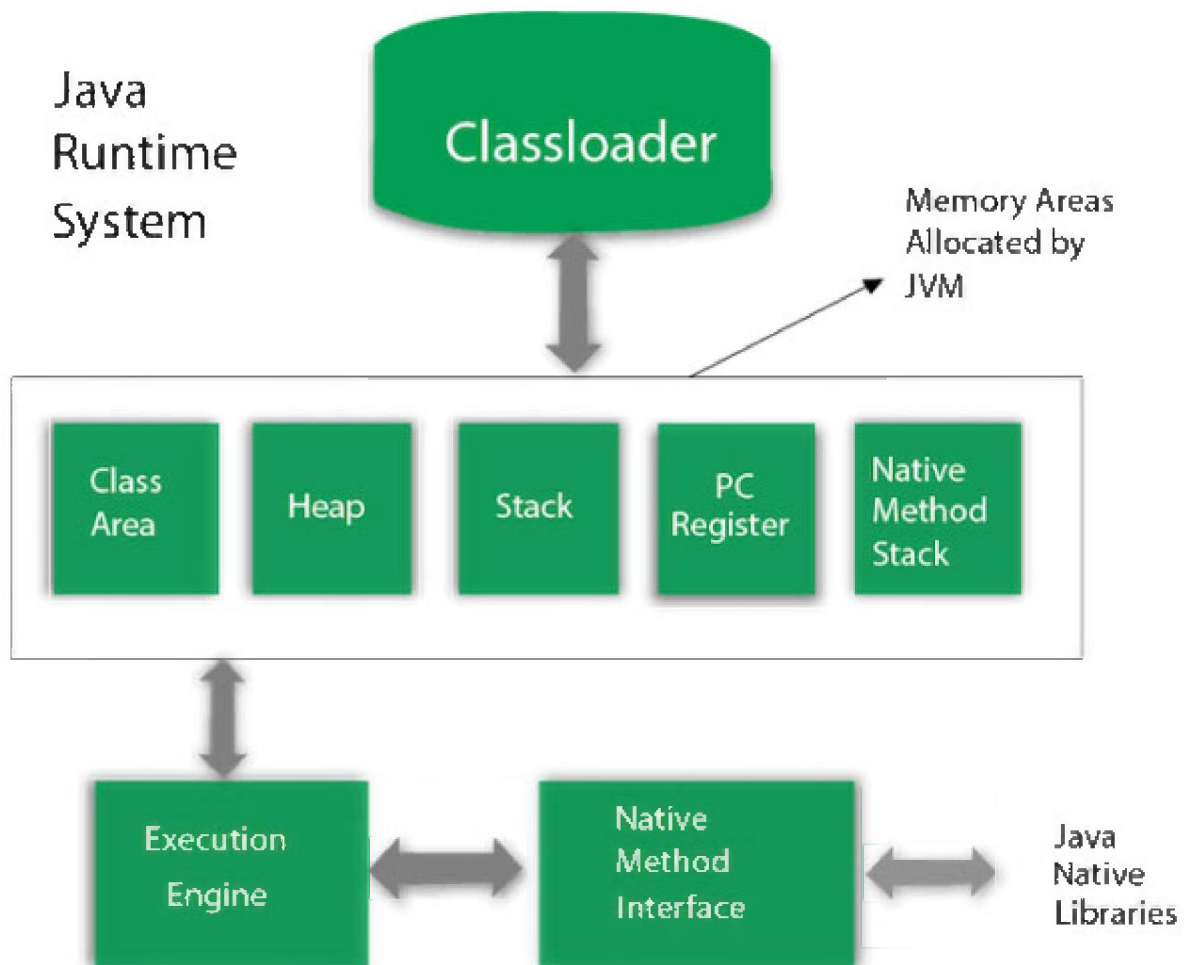 Java
Runtime
System
Classloader
Memory Areas
Allocated by
JVM
Class
Area
Heap
Stack
PC
Register
Native
Method
Stack
Execution
Engine
Native
Method
Interface
Java
Native
Libraries